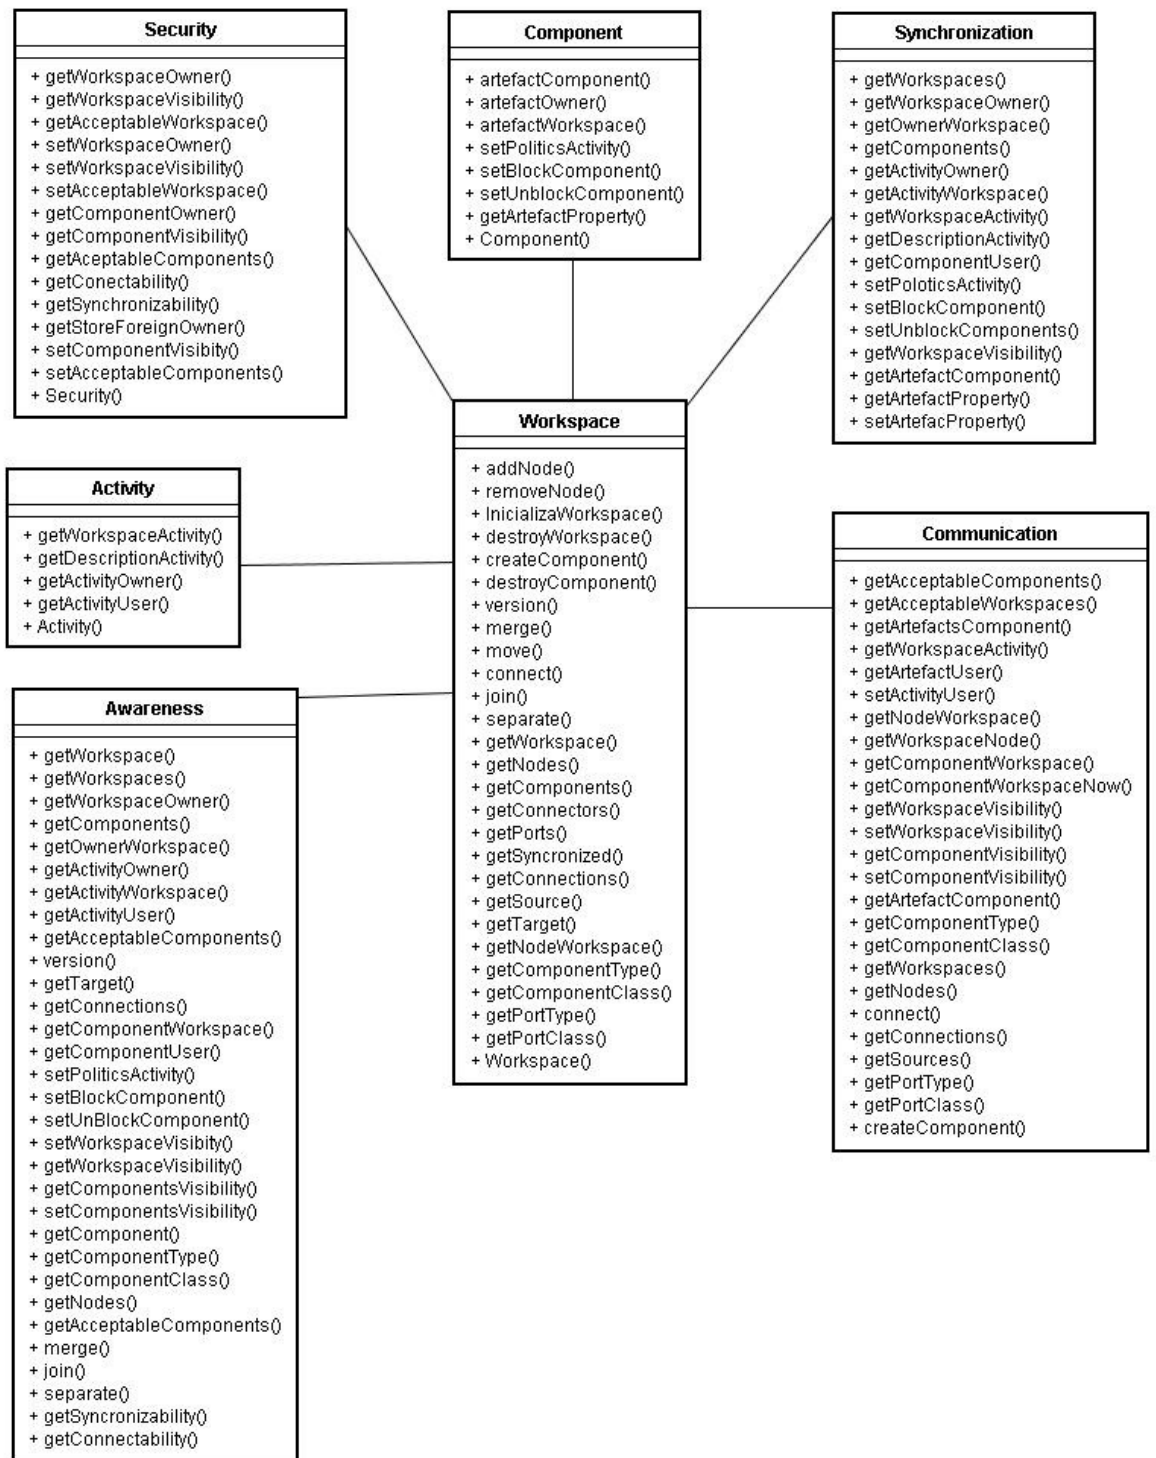 Security
+ getWorkspaceOwner()
+ getWorkspaceVisibility()
+ getAcceptableWorkspace()
+ setWorkspaceOwner()
+ setWorkspaceVisibility()
+ setAcceptableWorkspace()
+ getComponentOwner()
+ getComponentVisibility()
+ getAceptableComponents()
+ getConectability()
+ getSynchronizability()
+ getStoreForeignOwner()
+ setComponentVisibity()
+ setAcceptableComponents()
+ Security()
Component
+ artefactComponent()
+ artefactOwner()
+ artefactWorkspace()
+ setPoliticsActivity()
+ setBlockComponent()
+ setUnblockComponent()
+ getArtefactProperty()
+ Component()
Synchronization
+ getWorkspaces()
+ getWorkspaceOwner()
+ getOwnerWorkspace()
+ getComponents()
+ getActivityOwner()
+ getActivityWorkspace()
+ getWorkspaceActivity()
+ getDescriptionActivity()
+ getComponentUser()
+ setPoloticsActivity()
+ setBlockComponent()
+ setUnblockComponents()
+ getWorkspaceVisibility()
+ getArtefactComponent()
+ getArtefactProperty()
+ setArtefacProperty()
Activity
+ getWorkspaceActivity()
+ getDescriptionActivity()
+ getActivityOwner()
+ getActivityUser()
+ Activity()
Workspace
+ addNode()
+ removeNode()
+ InicializaWorkspace()
+ destroyWorkspace()
+ createComponent()
+ destroyComponent()
+ version()
+ merge()
+ move()
+ connect()
+ join()
+ separate()
+ getWorkspace()
+ getNodes()
+ getComponents()
+ getConnectors()
+ getPorts()
+ getSyncronized()
+ getConnections()
+ getSource()
+ getTarget()
+ getNodeWorkspace()
+ getComponentType()
+ getComponentClass()
+ getPortType()
+ getPortClass()
+ Workspace()
Communication
+ getAcceptableComponents()
+ getAcceptableWorkspaces()
+ getArtefactsComponent()
+ getWorkspaceActivity()
+ getArtefactUser()
+ setActivityUser()
+ getNodeWorkspace()
+ getWorkspaceNode()
+ getComponentWorkspace()
+ getComponentWorkspaceNow()
+ getWorkspaceVisibility()
+ setWorkspaceVisibility()
+ getComponentVisibility()
+ setComponentVisibility()
+ getArtefactComponent()
+ getComponentType()
+ getComponentClass()
+ getWorkspaces()
+ getNodes()
+ connect()
+ getConnections()
+ getSources()
+ getPortType()
+ getPortClass()
+ createComponent()
Awareness
+ getWorkspace()
+ getWorkspaces()
+ getWorkspaceOwner()
+ getComponents()
+ getOwnerWorkspace()
+ getActivityOwner()
+ getActivityWorkspace()
+ getActivityUser()
+ getAcceptableComponents()
+ version()
+ getTarget()
+ getConnections()
+ getComponentWorkspace()
+ getComponentUser()
+ setPoliticsActivity()
+ setBlockComponent()
+ setUnBlockComponent()
+ setWorkspaceVisibity()
+ getWorkspaceVisibility()
+ getComponentsVisibility()
+ setComponentsVisibility()
+ getComponent()
+ getComponentType()
+ getComponentClass()
+ getNodes()
+ getAcceptableComponents()
+ merge()
+ join()
+ separate()
+ getSyncronizability()
+ getConnectability()